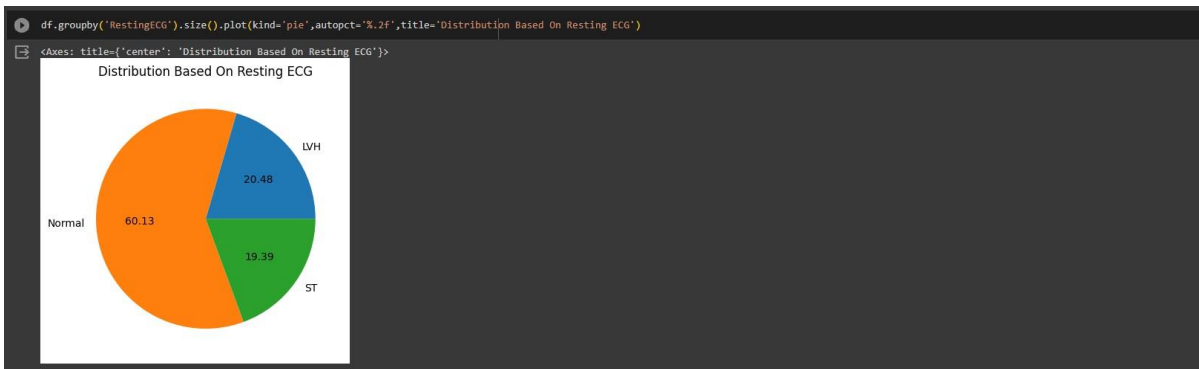 df.groupby('RestingECG').size().plot(kind='pie',autopct='%.2f',title='Distribution Based On Resting ECG')
<Axes: title={'center': 'Distribution Based On Resting ECG'}>
Distribution Based On Resting ECG
LVH
20.48
Normal
60.13
19.39
ST